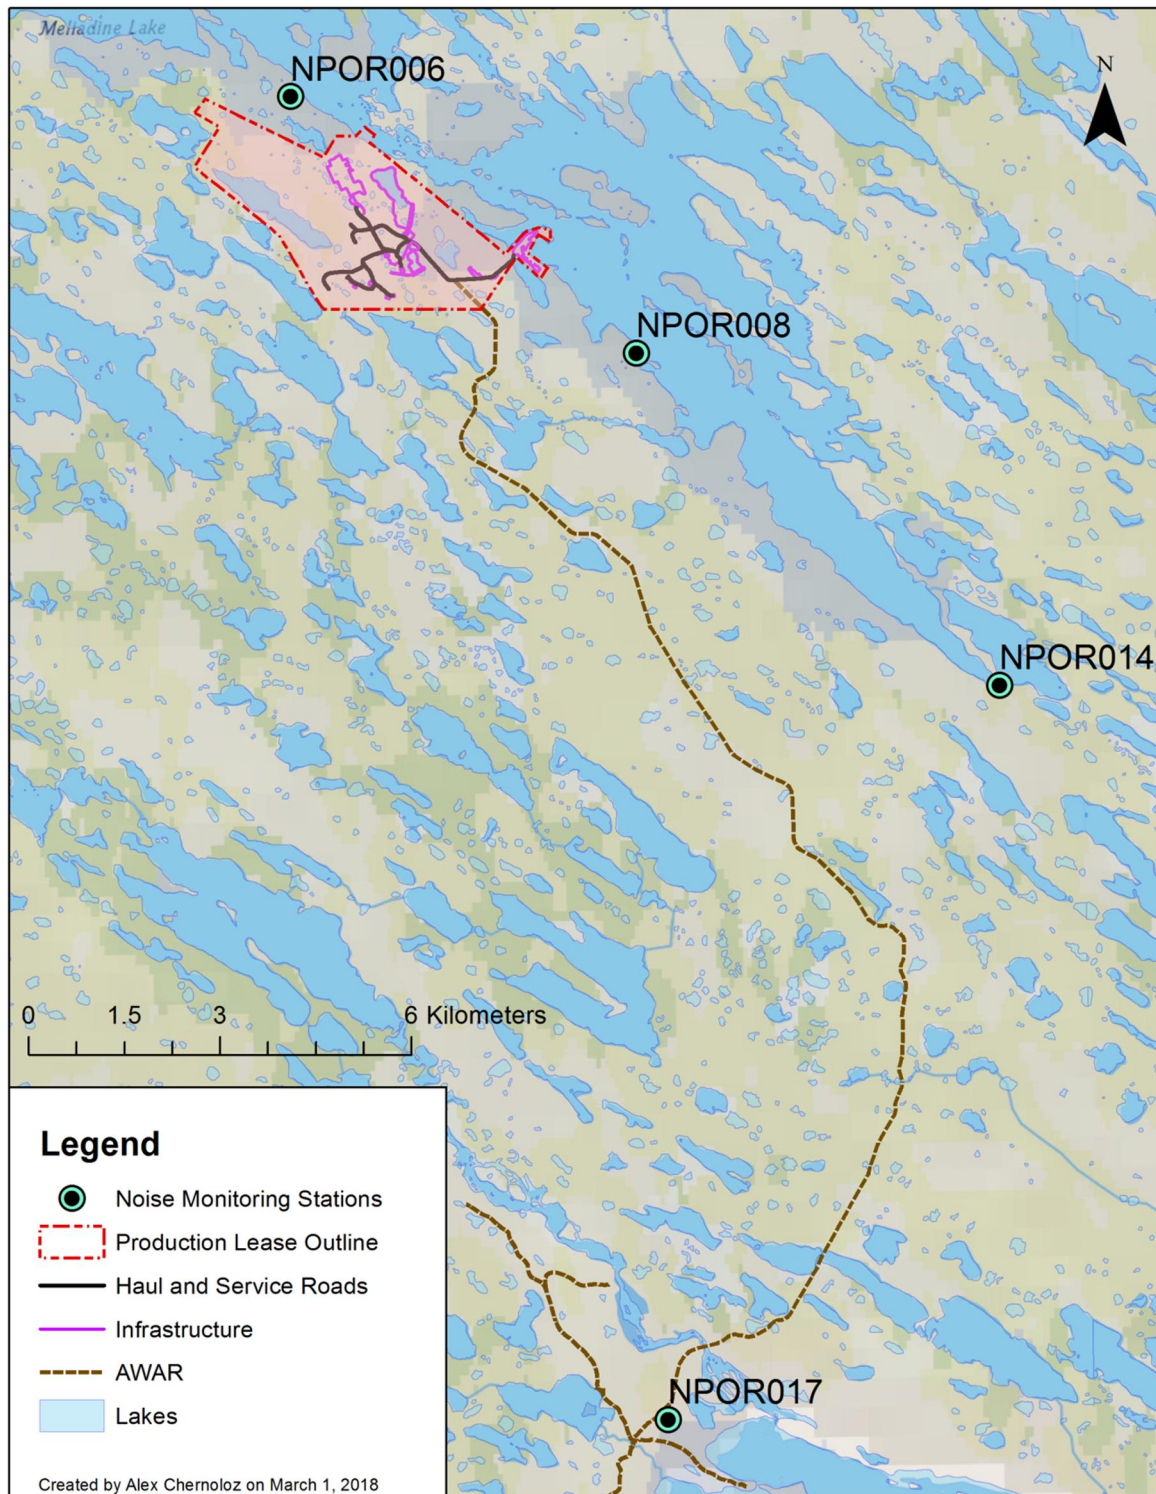 Meliadine Lake
NPOR006
N
NPOR008
NPOR014
0 1.5 3 6 Kilometers
Legend
Noise Monitoring Stations
Production Lease Outline
Haul and Service Roads
Infrastructure
AWAR
Lakes
NPOR017
Created by Alex Chernoloz on March 1, 2018